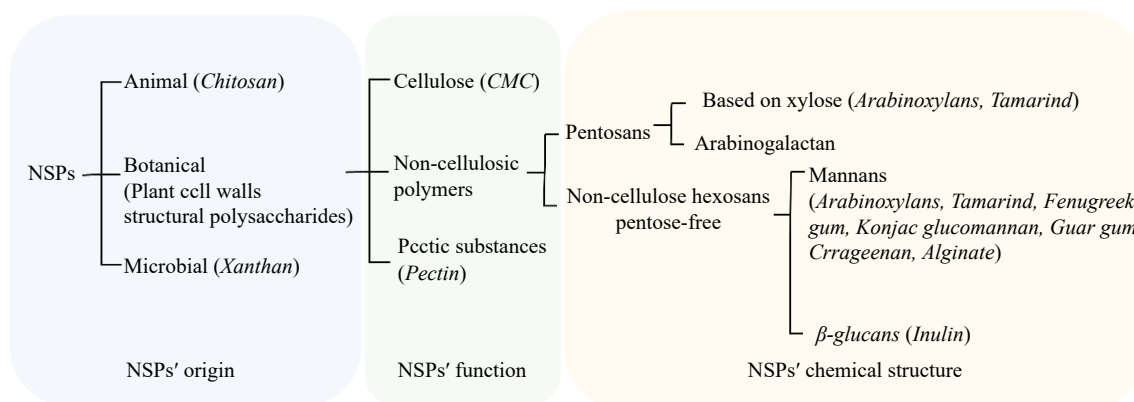 NSPs
Animal (Chitosan)
Botanical
(Plant ccll walls
structural polysaccharides)
Microbial (Xanthan)
NSPs′ origin
Cellulose (CMC)
Non-cellulosic
polymers
Pcctic substances
(Pectin)
NSPs′ function
Pentosans
Based on xylose (Arabinoxylans, Tamarind)
Arabinogalactan
Non-cellulose hexosans
pentose-free
Mannans
(Arabinoxylans, Tamarind, Fenugreek
gum, Konjac glucomannan, Guar gum
Crrageenan, Alginate)
β-glucans (Inulin)
NSPs′ chemical structure